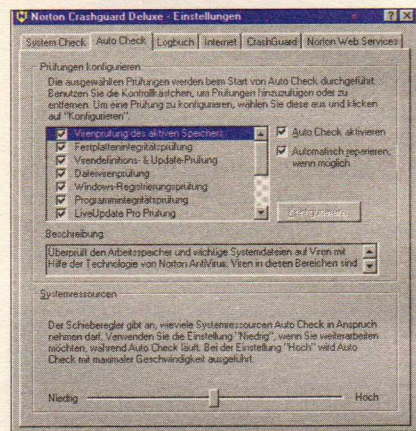 Norton Crashguard Deluxe - Einstellungen
System Check Auto Check Logbuch Internet CrashGuard Norton Web Services
Prüfungen konfigurieren
Die ausgewählten Prüfungen werden beim Start von Auto Check durchgeführt.
Benutzen Sie die Kontrollkästchen, um Prüfungen hinzuzufügen oder zu
entfernen. Um eine Prüfung zu konfigurieren, wählen Sie diese aus und klicken
auf "Konfigurieren".
Virenprüfung des aktiven Speichers
Festplattenintegritätsprüfung
Virendefinitions- & Update-Prüfung
Dateivirenprüfung
Windows-Registrierungsprüfung
Programmintegritätsprüfung
LiveUpdate Pro Prüfung
Auto Check aktivieren
Automatisch reparieren,
wenn möglich
Konfigurieren...
Beschreibung
Überprüft den Arbeitsspeicher und wichtige Systemdateien auf Viren mit
Hilfe der Technologie von Norton AntiVirus. Viren in diesen Bereichen sind
Systemressourcen
Der Schieberegler gibt an, wieviele Systemressourcen Auto Check in Anspruch
nehmen darf. Verwenden Sie die Einstellung "Niedrig", wenn Sie weiterarbeiten
möchten, während Auto Check läuft. Bei der Einstellung "Hoch" wird Auto
Check mit maximaler Geschwindigkeit ausgeführt.
Niedrig Hoch